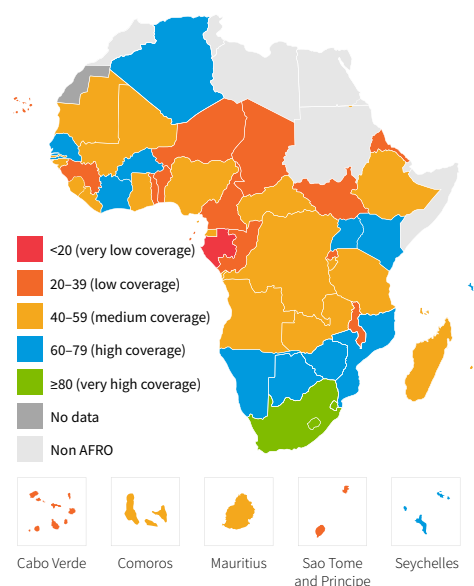 <20 (very low coverage)
20–39 (low coverage)
40–59 (medium coverage)
60–79 (high coverage)
≥80 (very high coverage)
No data
Non AFRO
Cabo Verde
Comoros
Mauritius
Sao Tome
and Principe
Seychelles